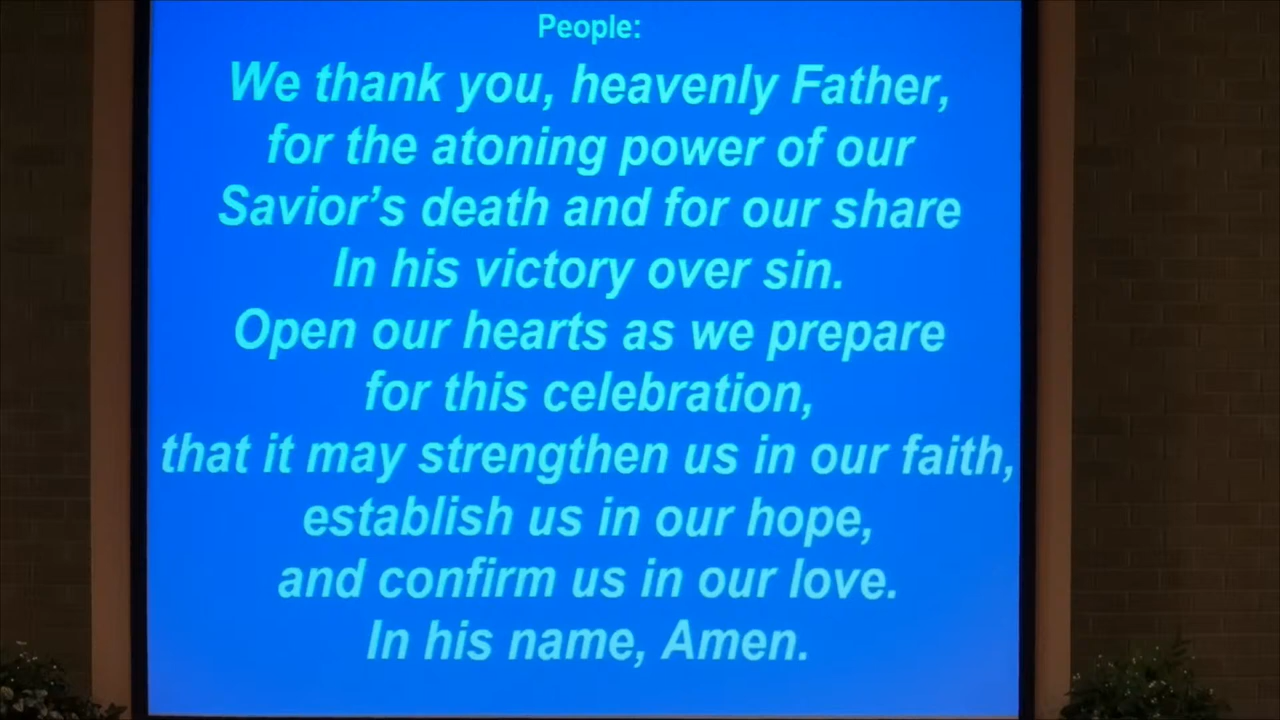 People:
We thank you, heavenly Father,
for the atoning power of our
Savior’s death and for our share
In his victory over sin.
Open our hearts as we prepare
for this celebration,
that it may strengthen us in our faith,
establish us in our hope,
and confirm us in our love.
In his name, Amen.